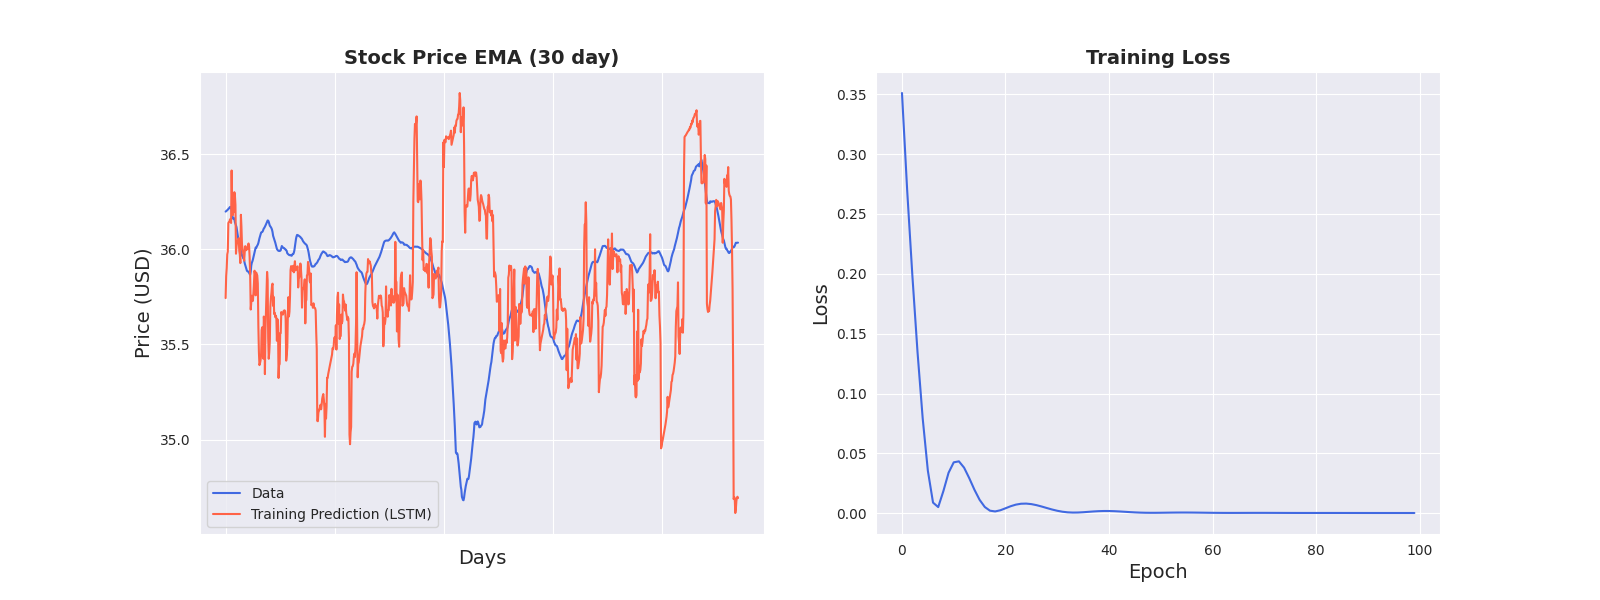 Stock Price EMA (30 day)
36.5
36.0
35.5
35.0
Price (USD)
Data
Training Prediction (LSTM)
Days
Training Loss
0.35
0.30
0.25
0.20
0.15
0.10
0.05
0.00
Loss
0 20 40 60 80 100
Epoch